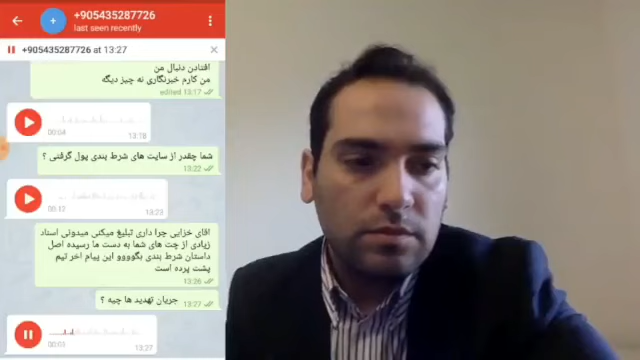 +905435287726
last seen recently
+905435287726 at 13:27
افتادن دنبال من
من کارم خبرنگاری نه چیز دیگه
edited 13:17
00:04
13:18
شما چقدر از سایت های شرط بندی پول گرفتی ؟
13:22
00:12
13:23
اقای خزایی چرا داری تبلیغ میکنی میدونی اسناد
زیادی از چت های شما به دست ما رسیده اصل
داستان شرط بندی بگوووو این پیام اخر تیم
پشت پرده است
13:26
جریان تهدید ها چیه ؟
13:27
00:01
13:27